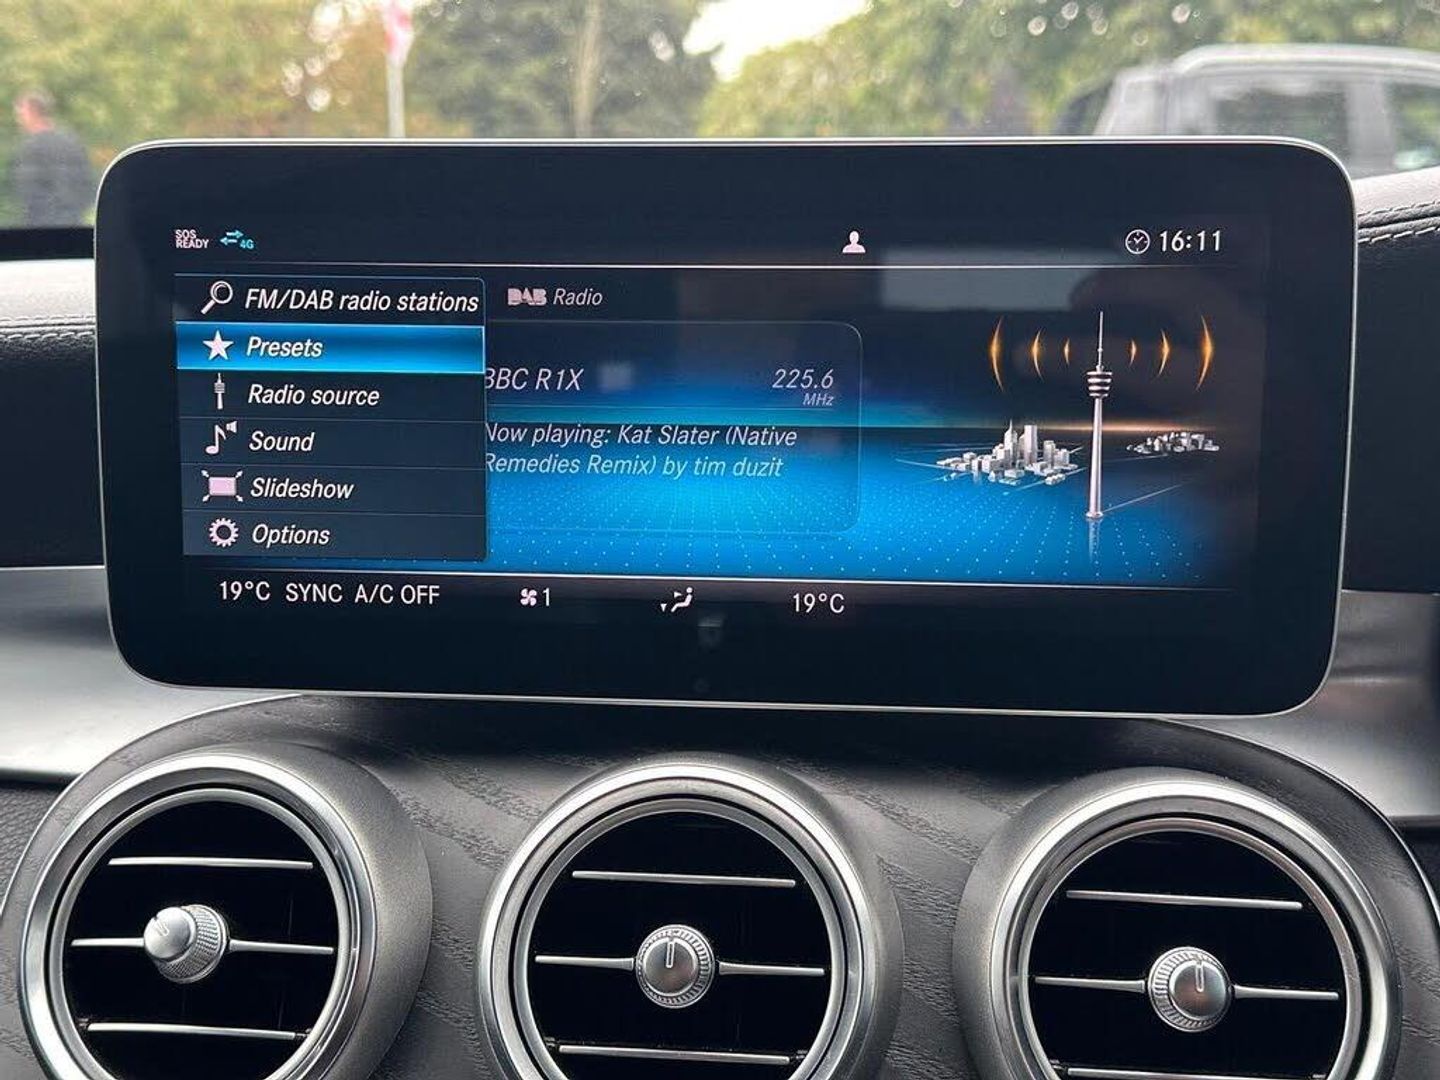 SOS
READY
4G
16:11
FM/DAB radio stations
DAB Radio
Presets
BBC R1X
225.6
MHz
Radio source
Now playing: Kat Slater (Native
Remedies Remix) by tim duzit
Sound
Slideshow
Options
19°C SYNC A/C OFF
1
19°C